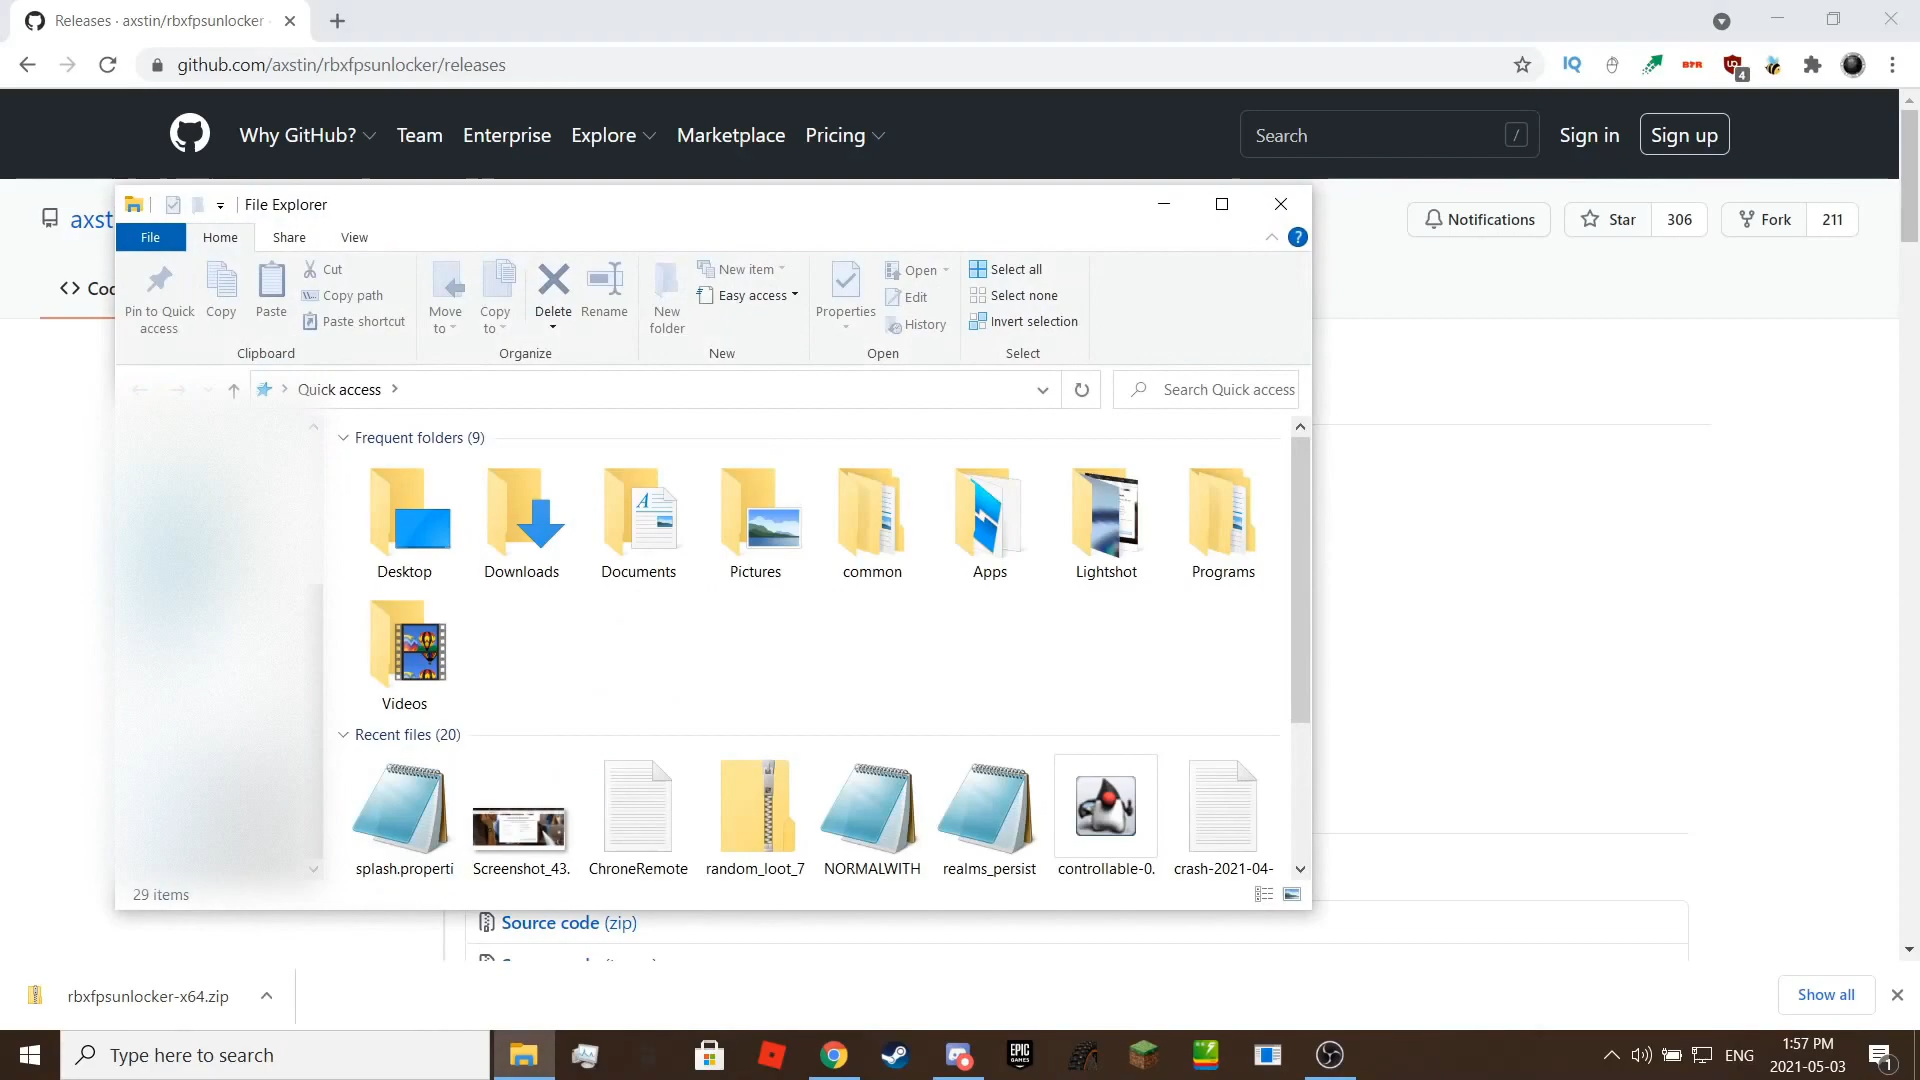 Releases · axstin/rbxfpsunlocker
github.com/axstin/rbxfpsunlocker/releases
IQ
BTR
4
Why GitHub?
Team
Enterprise
Explore
Marketplace
Pricing
Search
/
Sign in
Sign up
axst
Notifications
Star
306
Fork
211
Coc
File Explorer
File
Home
Share
View
?
Pin to Quick access
Copy
Paste
Cut
Copy path
Paste shortcut
Clipboard
Move to
Copy to
Delete
Rename
Organize
New folder
New item
Easy access
New
Properties
Open
Edit
History
Open
Select all
Select none
Invert selection
Select
Quick access
Search Quick access
Frequent folders (9)
Desktop
Downloads
Documents
Pictures
common
Apps
Lightshot
Programs
Videos
Recent files (20)
splash.properti
Screenshot_43.
ChroneRemote
random_loot_7
NORMALWITH
realms_persist
controllable-0.
crash-2021-04-
29 items
Source code (zip)
rbxfpsunlocker-x64.zip
Show all
Type here to search
EPIC GAMES
ENG
1:57 PM
2021-05-03
1